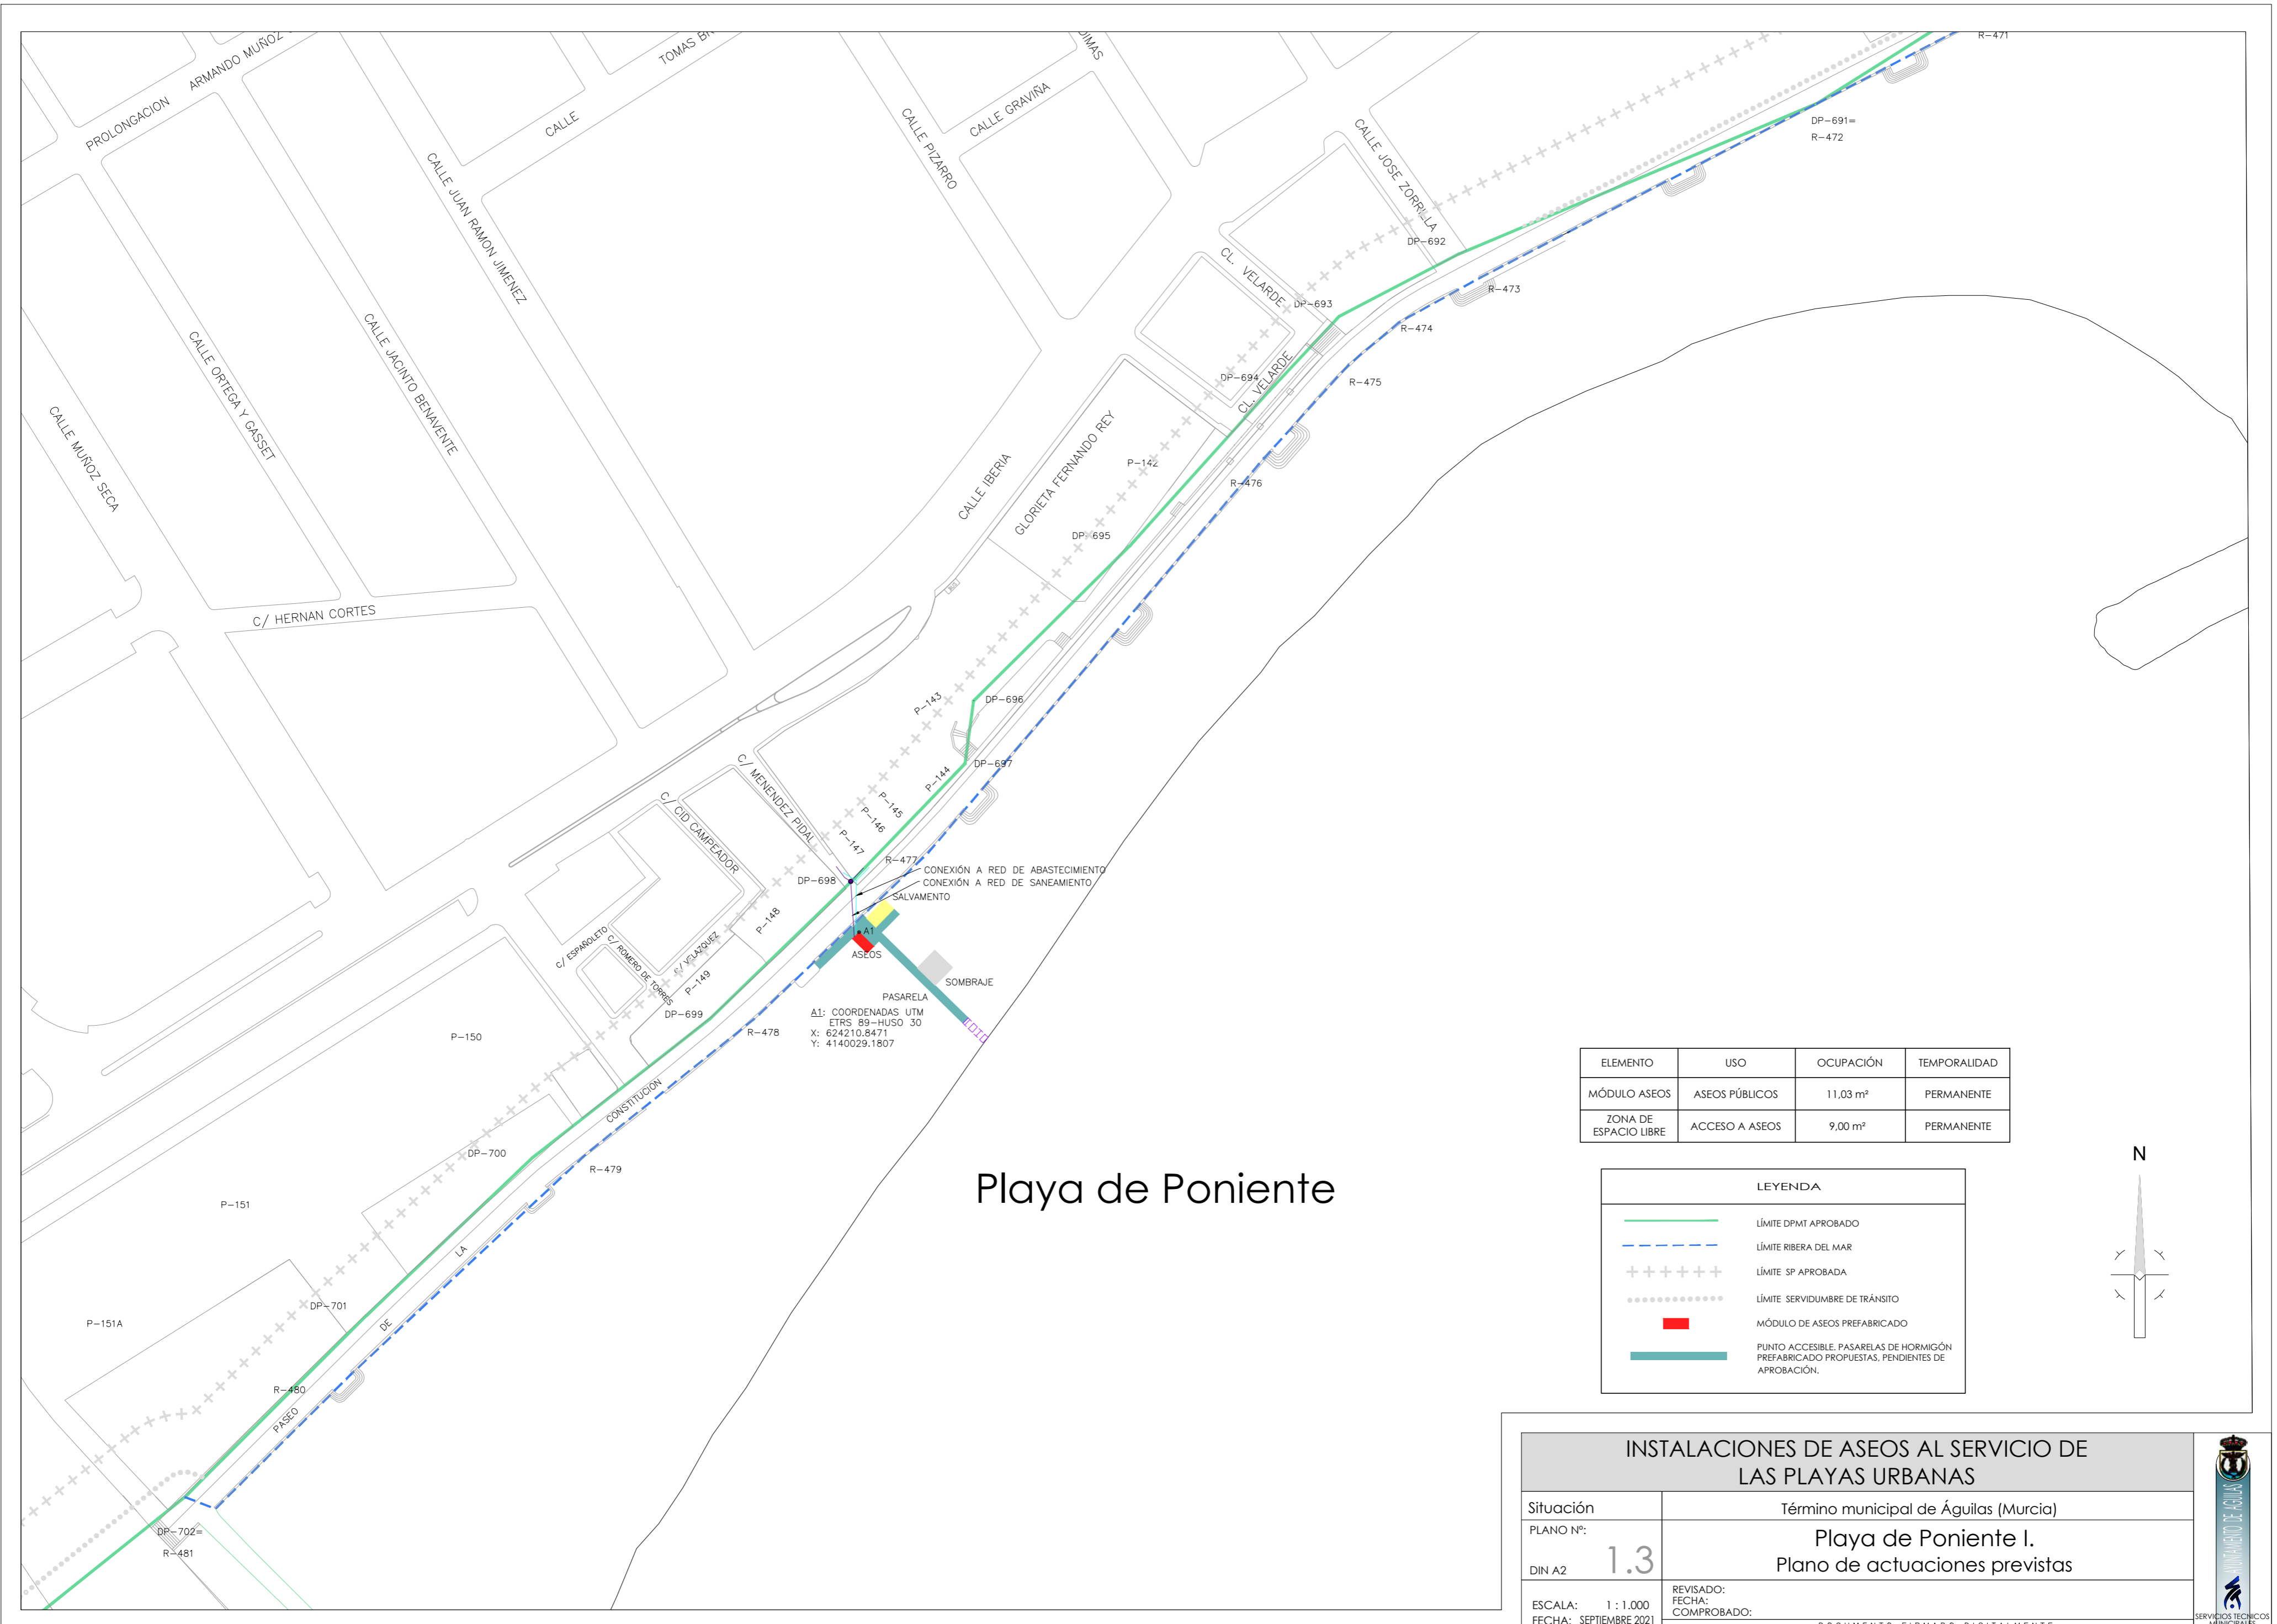 R-471
ARMANDO MUÑOZ
PROLONGACION
TOMAS
CALLE
DIMAS
CALLE GRAVIÑA
CALLE PIZARRO
CALLE JUAN RAMON JIMENEZ
CALLE JOSE ZORRILLA
DP-691=
R-472
DP-692
CL. VELARDE
R-473
DP-693
R-474
CALLE ORTEGA Y GASSET
CALLE JACINTO BENAVENTE
DP-694
CL. VELARDE
R-475
CALLE MUÑOZ SECA
CALLE IBERIA
GLORIETA FERNANDO REY
P-142
R-476
DP-695
C/ HERNAN CORTES
P-143
DP-696
DP-697
P-144
C/ MENENDEZ PIDAL
P-145
P-146
P-147
C/ CID CAMPEADOR
R-477
CONEXIÓN A RED DE ABASTECIMIENTO
DP-698
CONEXIÓN A RED DE SANEAMIENTO
SALVAMENTO
P-148
A1
C/ ESPAÑOLETO
C/ ROMERO DE TORRES
C/ VELAZQUEZ
ASEOS
P-149
SOMBRAJE
PASARELA
DP-699
A1: COORDENADAS UTM
ETRS 89-HUSO 30
X: 624210.8471
Y: 4140029.1807
R-478
P-150
CONSTITUCION
DP-700
R-479
P-151
LA
DP-701
DE
P-151A
R-480
PASEO
DP-702=
R-481
Playa de Poniente
ELEMENTO USO OCUPACIÓN TEMPORALIDAD
MÓDULO ASEOS ASEOS PÚBLICOS 11,03 m² PERMANENTE
ZONA DE
ESPACIO LIBRE ACCESO A ASEOS 9,00 m² PERMANENTE
N
LEYENDA
LÍMITE DPMT APROBADO
LÍMITE RIBERA DEL MAR
LÍMITE SP APROBADA
LÍMITE SERVIDUMBRE DE TRÁNSITO
MÓDULO DE ASEOS PREFABRICADO
PUNTO ACCESIBLE. PASARELAS DE HORMIGÓN
PREFABRICADO PROPUESTAS, PENDIENTES DE
APROBACIÓN.
INSTALACIONES DE ASEOS AL SERVICIO DE
LAS PLAYAS URBANAS
Situación
Término municipal de Águilas (Murcia)
PLANO Nº:
1.3
DIN A2
Playa de Poniente I.
Plano de actuaciones previstas
ESCALA: 1 : 1.000
FECHA: SEPTIEMBRE 2021
REVISADO:
FECHA:
COMPROBADO:
DOCUMENTO FIRMADO DIGITALMENTE
AYUNTAMIENTO DE AGUILAS
SERVICIOS TECNICOS
MUNICIPALES